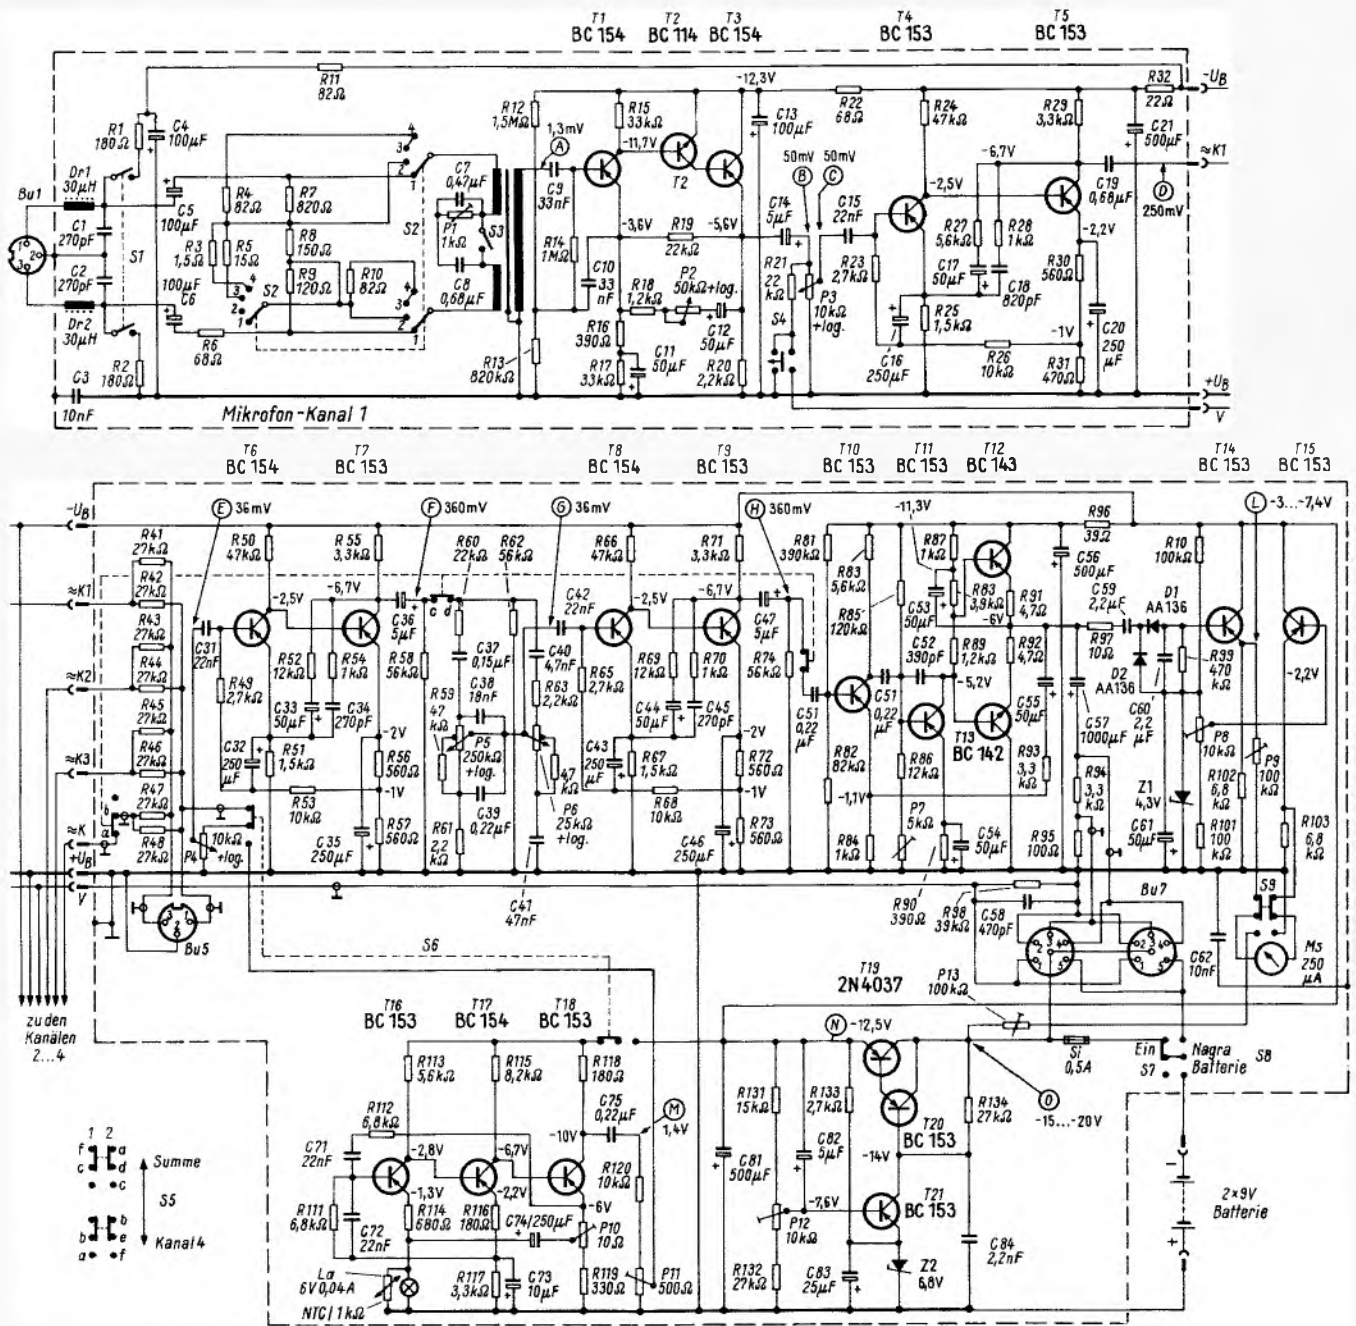 T1 T2 T3 T4 T5
BC 154 BC 114 BC 154 BC 153 BC 153
R11
82Ω
-12,3V
R32
22Ω
-UB
R1
180Ω
C4
100µF
R12
1,5MΩ
R15
33kΩ
C13
100µF
R22
68Ω
R24
47kΩ
R29
3,3kΩ
C21
500µF
1,3mV
A
-11,7V
Dr1
30µH
Bu1
C1
270pF
C2
270pF
Dr2
30µH
S1
C5
100µF
100µF
C6
R4
82Ω
R7
820Ω
R3
1,5Ω
R5
15Ω
R8
150Ω
R9
120Ω
R10
82Ω
S2
S2
R6
68Ω
C7
0,47µF
P1
1kΩ
S3
C8
0,68µF
C9
33nF
T2
50mV
B
50mV
C
-6,7V
≈K1
C19
0,68µF
D
250mV
-2,5V
-2,2V
R14
1MΩ
C10
33
nF
-3,6V
R19
22kΩ
-5,6V
C14
5µF
C15
22nF
R18
1,2kΩ
P2
50kΩ+log.
R21
22
kΩ
P3
10kΩ
+log.
R23
2,7kΩ
R27
5,6kΩ
R28
1kΩ
C17
50µF
C18
820pF
R30
560Ω
R16
390Ω
C12
50µF
S4
R25
1,5kΩ
-1V
C20
250
µF
R2
180Ω
R13
820kΩ
R17
33kΩ
C11
50µF
R20
2,2kΩ
C16
250µF
R26
10kΩ
R31
470Ω
C3
10nF
+UB
V
Mikrofon-Kanal 1
T6 T7 T8 T9 T10 T11 T12 T14 T15
BC 154 BC 153 BC 154 BC 153 BC 153 BC 153 BC 143 BC 153 BC 153
-UB
E 36mV
F 360mV
G 36mV
H 360mV
L -3...-7,4V
R41
27kΩ
R42
27kΩ
R43
27kΩ
R44
27kΩ
R45
27kΩ
R46
27kΩ
R47
27kΩ
R48
27kΩ
≈K1
≈K2
≈K3
≈K
+UB
V
R50
47kΩ
R55
3,3kΩ
R60
22kΩ
R62
56kΩ
R66
47kΩ
R71
3,3kΩ
R81
390kΩ
R83
5,6kΩ
-11,3V
R87
1kΩ
R96
39Ω
R10
100kΩ
C56
500µF
C59
2,2µF
D1
AA136
-2,5V
-6,7V
C31
22nF
R49
2,7kΩ
R52
12kΩ
R54
1kΩ
C33
50µF
C34
270pF
C36
5µF
c d
R58
56kΩ
C37
0,15µF
C38
18nF
R59
47
kΩ
P5
250kΩ
+log.
C39
0,22µF
R61
2,2
kΩ
C40
4,7nF
R63
2,2kΩ
C42
22nF
R65
2,7kΩ
47
kΩ
P6
25kΩ
+log.
C41
47nF
-2,5V
-6,7V
R69
12kΩ
R70
1kΩ
C44
50µF
C45
270pF
C47
5µF
R74
56kΩ
C51
0,22
µF
R85
120kΩ
C53
50µF
R83
3,9kΩ
R91
4,7Ω
-6V
C52
390pF
R89
1,2kΩ
R92
4,7Ω
-5,2V
C51
0,22
µF
T13
BC 142
C55
50µF
R97
10Ω
D2
AA136
C57
1000µF
C60
2,2
µF
R99
470
kΩ
-2,2V
P8
10kΩ
P9
100
kΩ
C32
250
µF
R51
1,5kΩ
-2V
R56
560Ω
-1V
R53
10kΩ
R57
560Ω
C35
250µF
C43
250
µF
R67
1,5kΩ
-2V
R72
560Ω
-1V
R68
10kΩ
R73
560Ω
C46
250µF
R82
82kΩ
-1,1V
R84
1kΩ
R86
12kΩ
P7
5kΩ
C54
50µF
R93
3,3
kΩ
R94
3,3
kΩ
R95
100Ω
Z1
4,3V
R102
6,8
kΩ
C61
50µF
R101
100
kΩ
R103
6,8
kΩ
b
a
P4
10kΩ
+log.
R90
390Ω
R98
39kΩ
C58
470pF
Bu7
S9
Bu5
S6
C62
10nF
M5
250
µA
zu den
Kanälen
2...4
T19
2N4037
P13
100kΩ
T16 T17 T18
BC 153 BC 154 BC 153
N -12,5V
Si
0,5A
Ein
S7
Nagra
Batterie
S8
O
-15...-20V
R113
5,6kΩ
R115
8,2kΩ
R118
180Ω
R131
15kΩ
R133
2,7kΩ
R134
27kΩ
R112
6,8kΩ
C75
0,22µF
M
1,4V
T20
BC 153
C71
22nF
-2,8V
-6,7V
-10V
C81
500µF
C82
5µF
-14V
R120
10kΩ
-1,3V
-2,2V
-6V
-7,6V
T21
BC 153
R111
6,8kΩ
R114
680Ω
R116
180Ω
C74/250µF
P10
10Ω
P12
10kΩ
C72
22nF
C84
2,2nF
La
6V 0,04A
NTC/1kΩ
R117
3,3kΩ
C73
10µF
R119
330Ω
P11
500Ω
R132
27kΩ
C83
25µF
Z2
6,8V
2×9V
Batterie
1 2
f a
c d
c
Summe
S5
b
b e
a f
Kanal 4